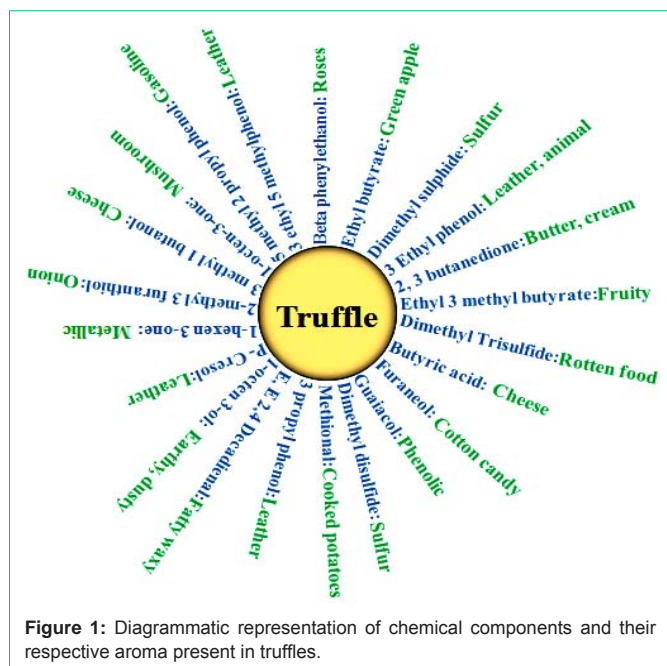 Truffle
Beta phenylethanol: Roses
Ethyl butyrate: Green apple
Dimethyl sulphide: Sulfur
3 Ethyl phenol: Leather, animal
2, 3 butanedione: Butter, cream
Ethyl 3 methyl butyrate: Fruity
Dimethyl Trisulfide: Rotten food
Butyric acid: Cheese
Furaneol: Cotton candy
Guaiacol: Phenolic
Dimethyl disulfide: Sulfur
Methional: Cooked potatoes
3 propyl phenol: Leather
E, E 2,4 Decadienal: Fatty waxy
1-octen 3-ol: Earthy, dusty
P- Cresol: Leather
1-hexen 3-one: Metallic
2-methyl 3 furanthiol: Onion
3 methyl 1 butanol: Cheese
1-octen-3-one: Mushroom
5 methyl 2 propyl phenol: Gasoline
3 ethyl 5 methylphenol: Leather
Figure 1: Diagrammatic representation of chemical components and their
respective aroma present in truffles.